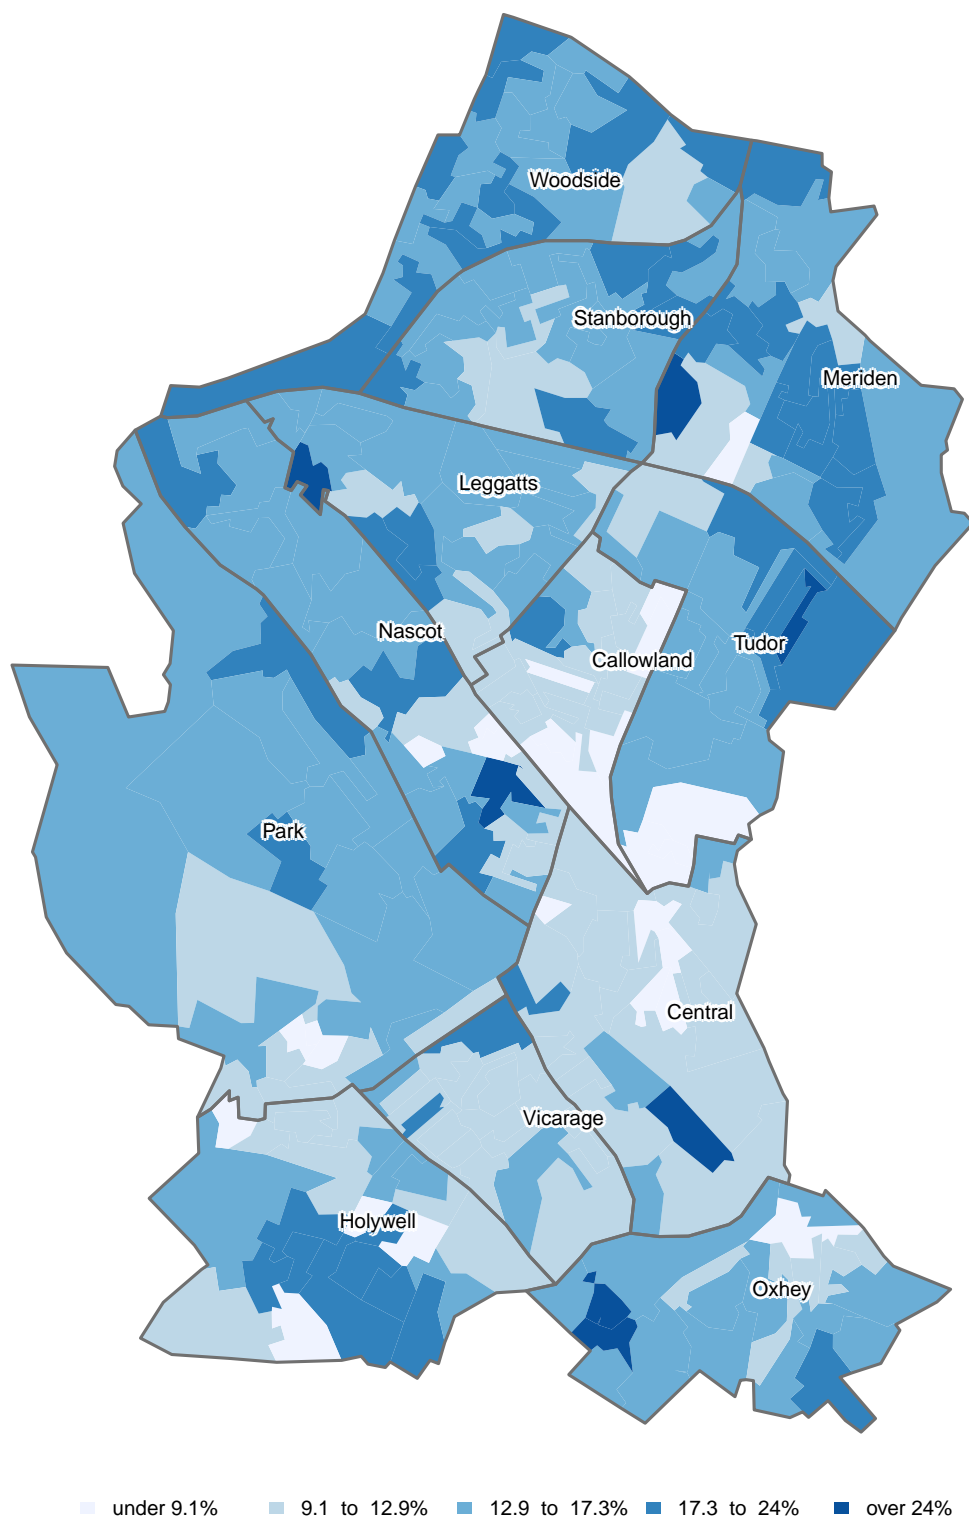 Woodside
Stanborough
Meriden
Leggatts
Nascot
Callowland
Tudor
Park
Central
Vicarage
Holywell
Oxhey
under 9.1% 9.1 to 12.9% 12.9 to 17.3% 17.3 to 24% over 24%